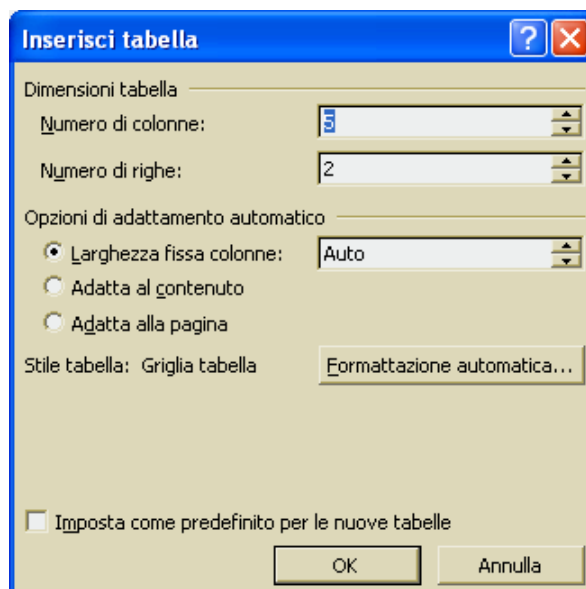 Inserisci tabella
Dimensioni tabella
Numero di colonne: 5
Numero di righe: 2
Opzioni di adattamento automatico
Larghezza fissa colonne: Auto
Adatta al contenuto
Adatta alla pagina
Stile tabella: Griglia tabella Formattazione automatica...
Imposta come predefinito per le nuove tabelle
OK Annulla